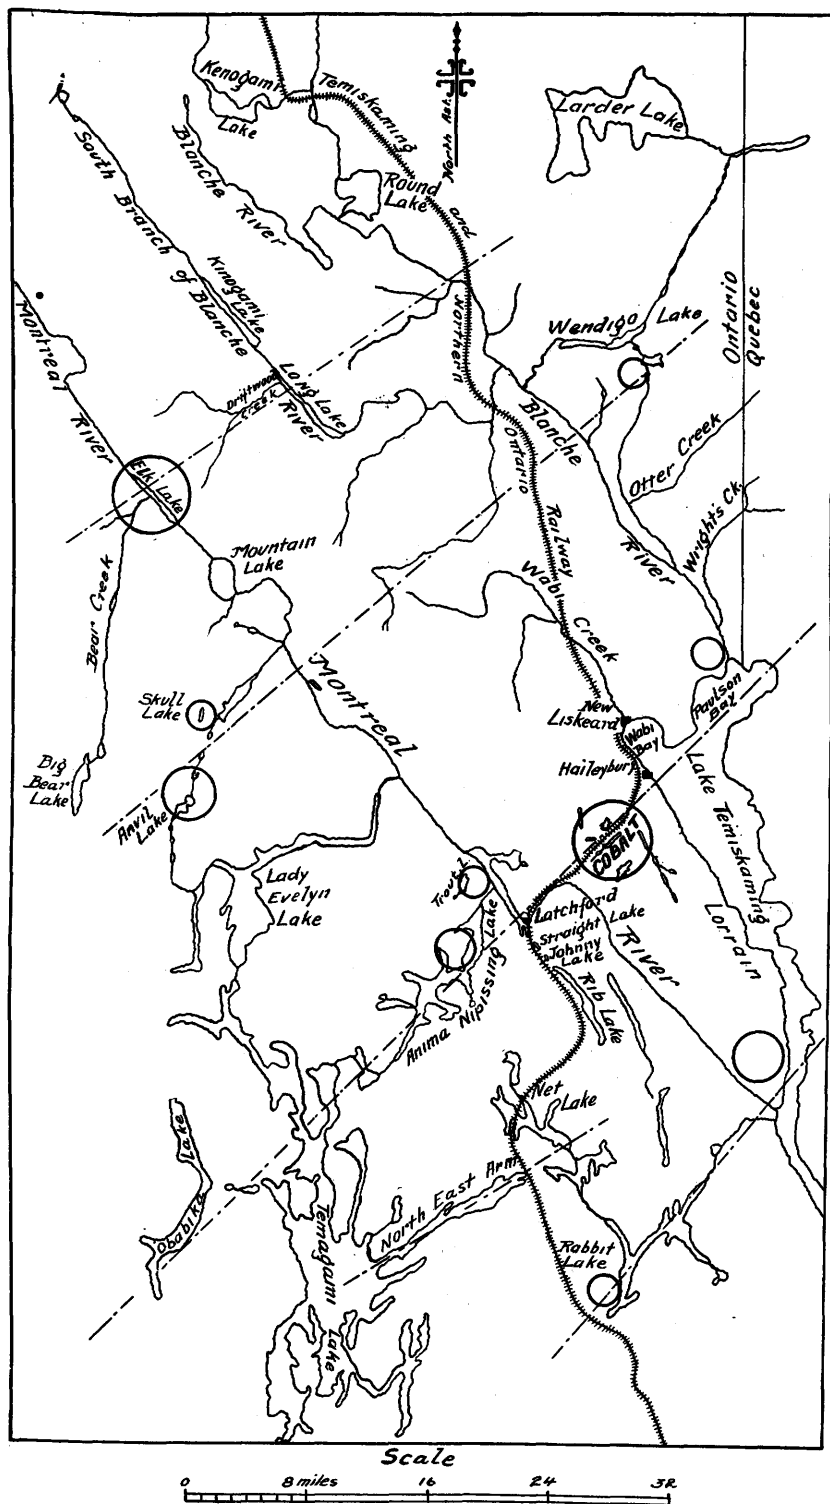 Kenogami
Lake
Temiskaming
and
Northern
Ontario
Railway
North Ast.
Larder Lake
Blanche
River
Round
Lake
South Branch of Blanche
River
Kinogami
Lake
Ontario
Quebec
Montreal
River
Wendigo Lake
Driftwood
Creek
Long Lake
Blanche
River
Otter Creek
Elk Lake
Wright's Ck.
Mountain
Lake
Wabi
Creek
Bear Creek
Montreal
Skull
Lake
New
Liskeard
Wabi
Bay
Paulson
Bay
Big
Bear
Lake
Haileybury
Anvil
Lake
Lake Temiskaming
COBALT
Lady
Evelyn
Lake
Trout L
Latchford
Straight Lake
Johnny
Lake
River
Lorrain
Rib Lake
Anima Nipissing
Lake
Net
Lake
Obabika
Lake
North East Arm
Temagami
Lake
Rabbit
Lake
Scale
0 8 miles 16 24 32